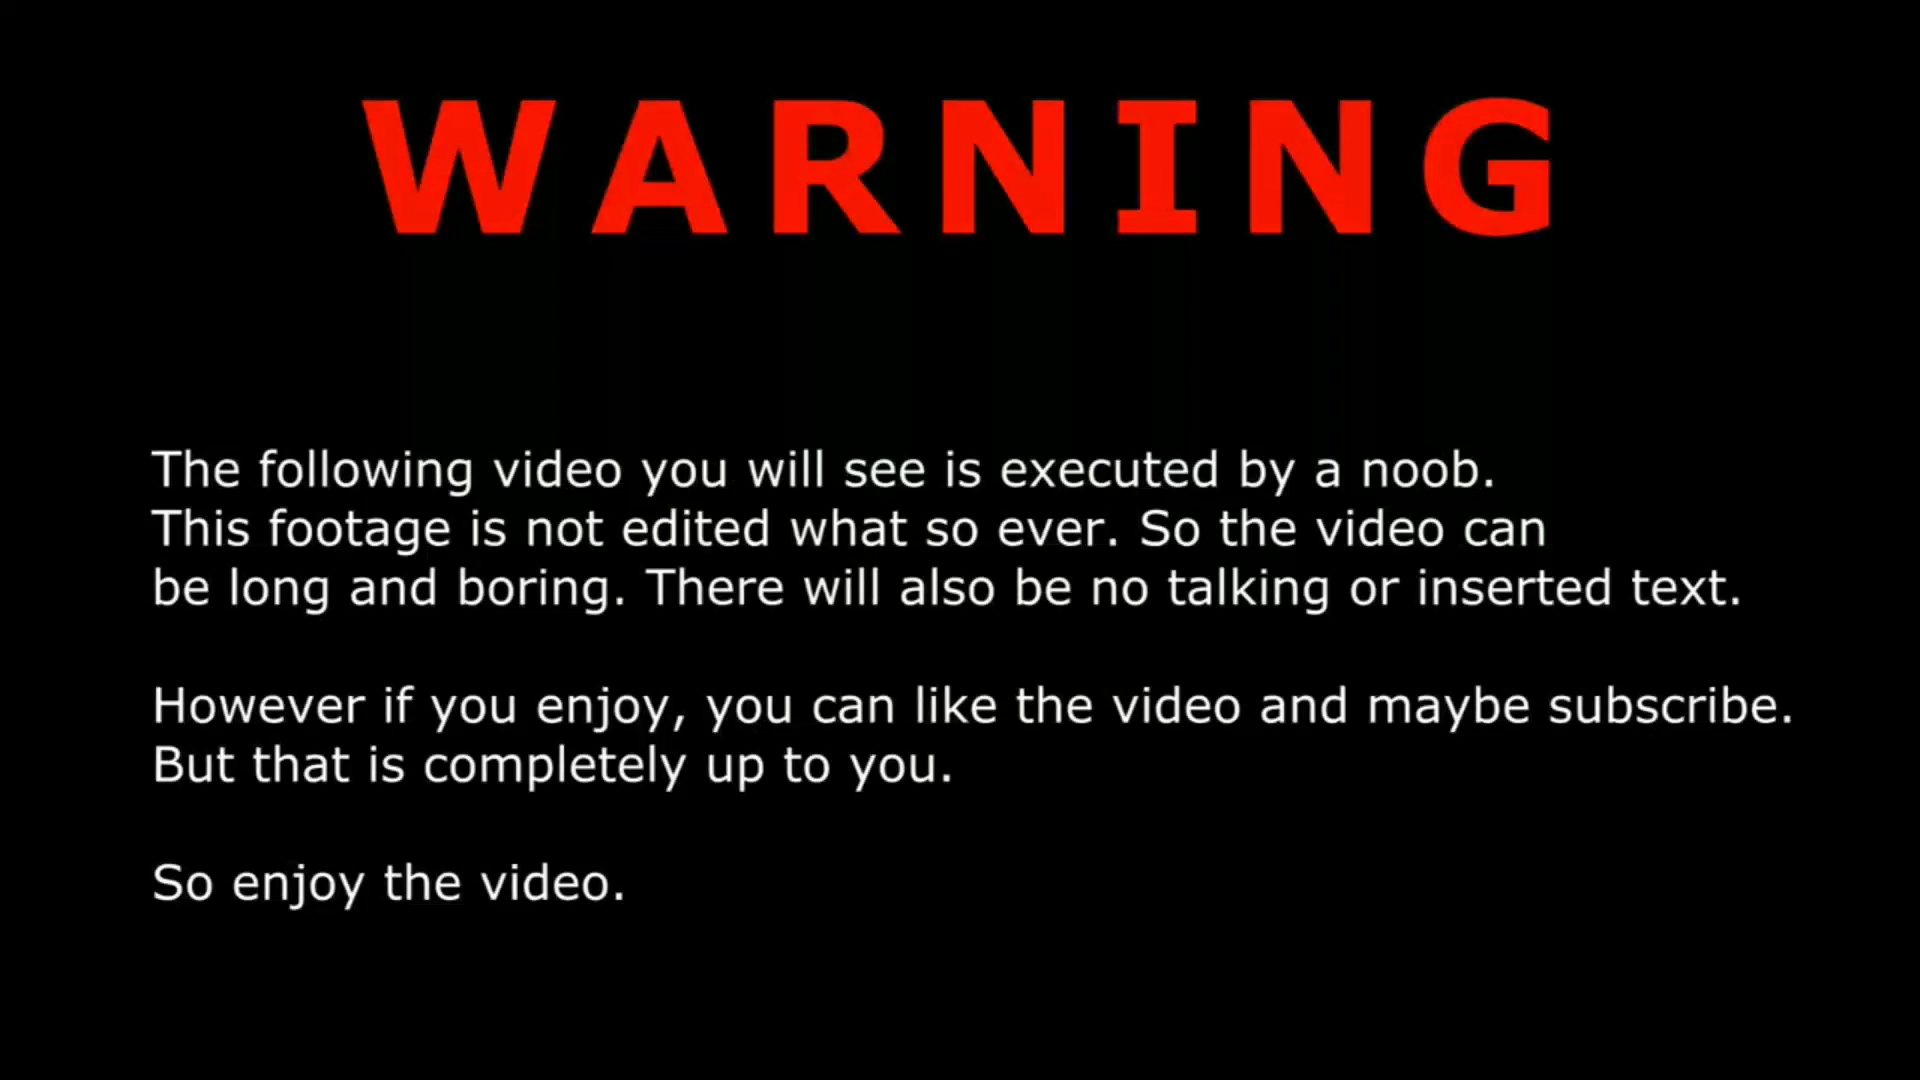 WARNING
The following video you will see is executed by a noob.
This footage is not edited what so ever. So the video can
be long and boring. There will also be no talking or inserted text.
However if you enjoy, you can like the video and maybe subscribe.
But that is completely up to you.
So enjoy the video.